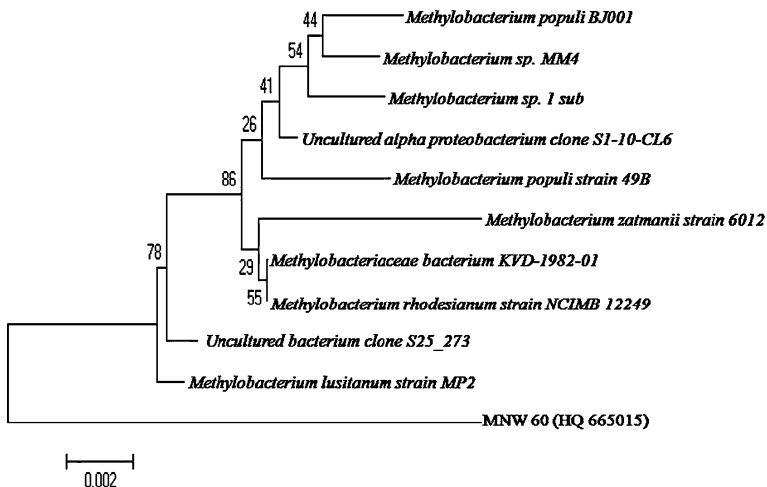 44
Methylobacterium populi BJ001
54
Methylobacterium sp. MM4
41
Methylobacterium sp. 1 sub
26
Uncultured alpha proteobacterium clone S1-10-CL6
86
Methylobacterium populi strain 49B
Methylobacterium zatmanii strain 6012
78
29
Methylobacteriaceae bacterium KVD-1982-01
55
Methylobacterium rhodesianum strain NCIMB 12249
Uncultured bacterium clone S25_273
Methylobacterium lusitanum strain MP2
MNW 60 (HQ 665015)
0.002